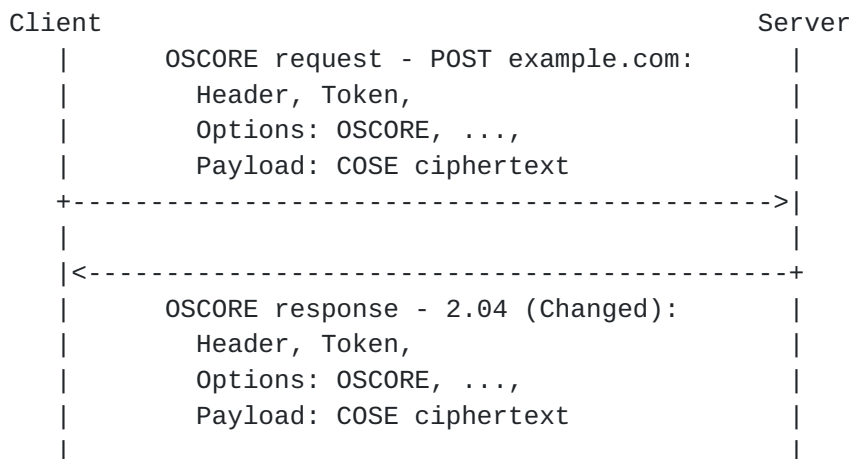 Client Server
| OSCORE request - POST example.com: |
| Header, Token, |
| Options: OSCORE, ..., |
| Payload: COSE ciphertext |
+--------------------------------------------->|
| |
|<---------------------------------------------+
| OSCORE response - 2.04 (Changed): |
| Header, Token, |
| Options: OSCORE, ..., |
| Payload: COSE ciphertext |
| |